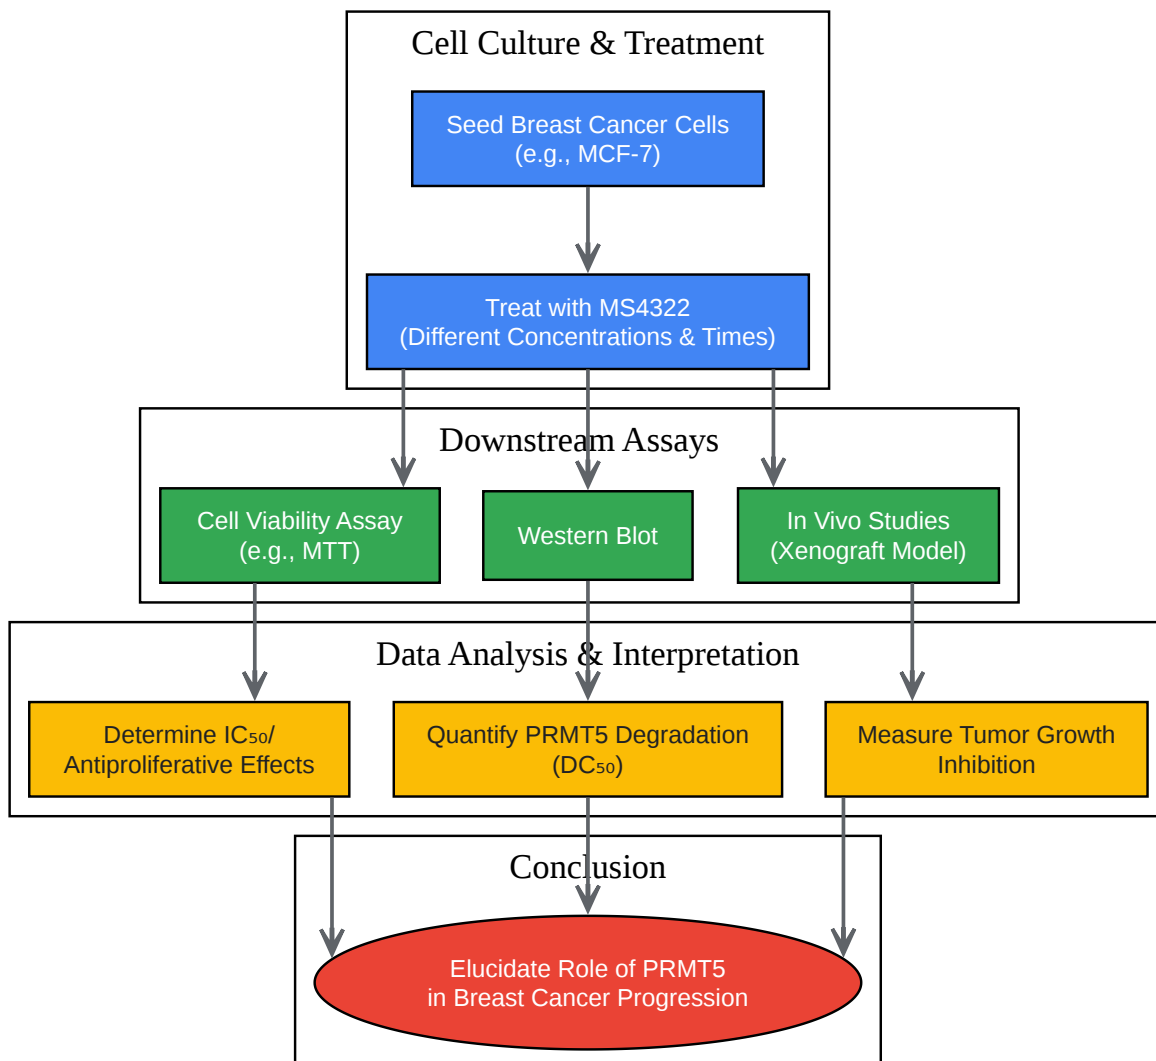 Cell Culture & Treatment
Seed Breast Cancer Cells
(e.g., MCF-7)
Treat with MS4322
(Different Concentrations & Times)
Downstream Assays
Cell Viability Assay
(e.g., MTT)
Western Blot
In Vivo Studies
(Xenograft Model)
Data Analysis & Interpretation
Determine IC₅₀/
Antiproliferative Effects
Quantify PRMT5 Degradation
(DC₅₀)
Measure Tumor Growth
Inhibition
Conclusion
Elucidate Role of PRMT5
in Breast Cancer Progression